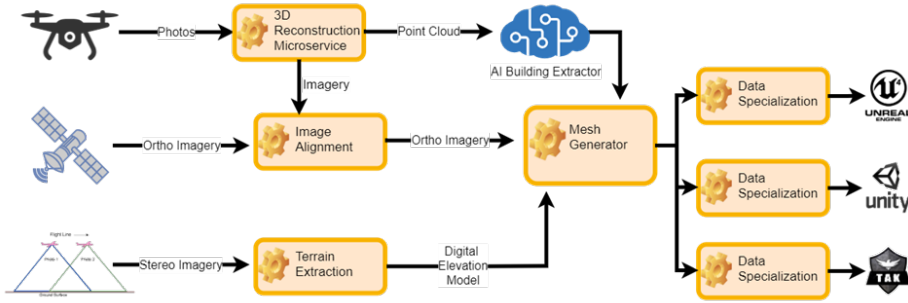 Photos
3D
Reconstruction
Microservice
Point Cloud
AI Building Extractor
Imagery
Ortho Imagery
Image
Alignment
Ortho Imagery
Mesh
Generator
Flight Line
Photo 1
Photo 2
Ground Surface
Stereo Imagery
Terrain
Extraction
Digital
Elevation
Model
Data
Specialization
UNREAL
ENGINE
Data
Specialization
unity
Data
Specialization
TAK